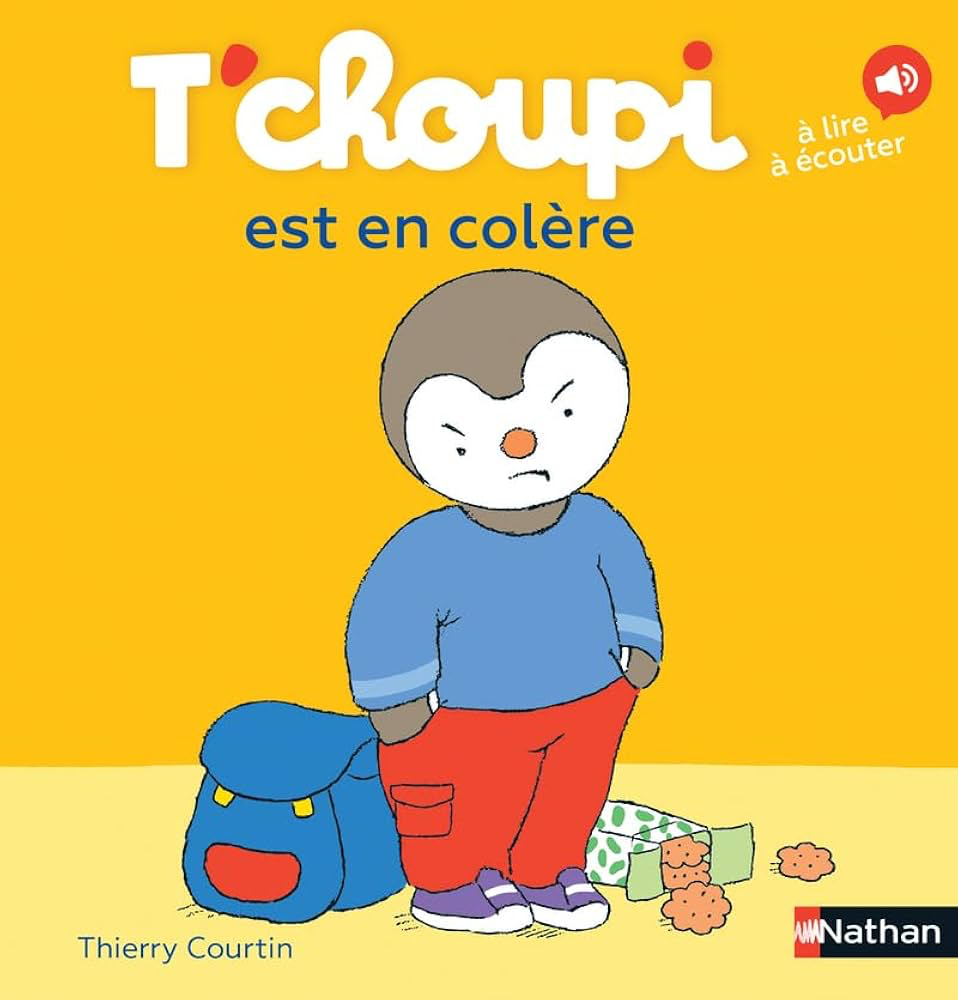 T'choupi
à lire
à écouter
est en colère
Thierry Courtin
Nathan